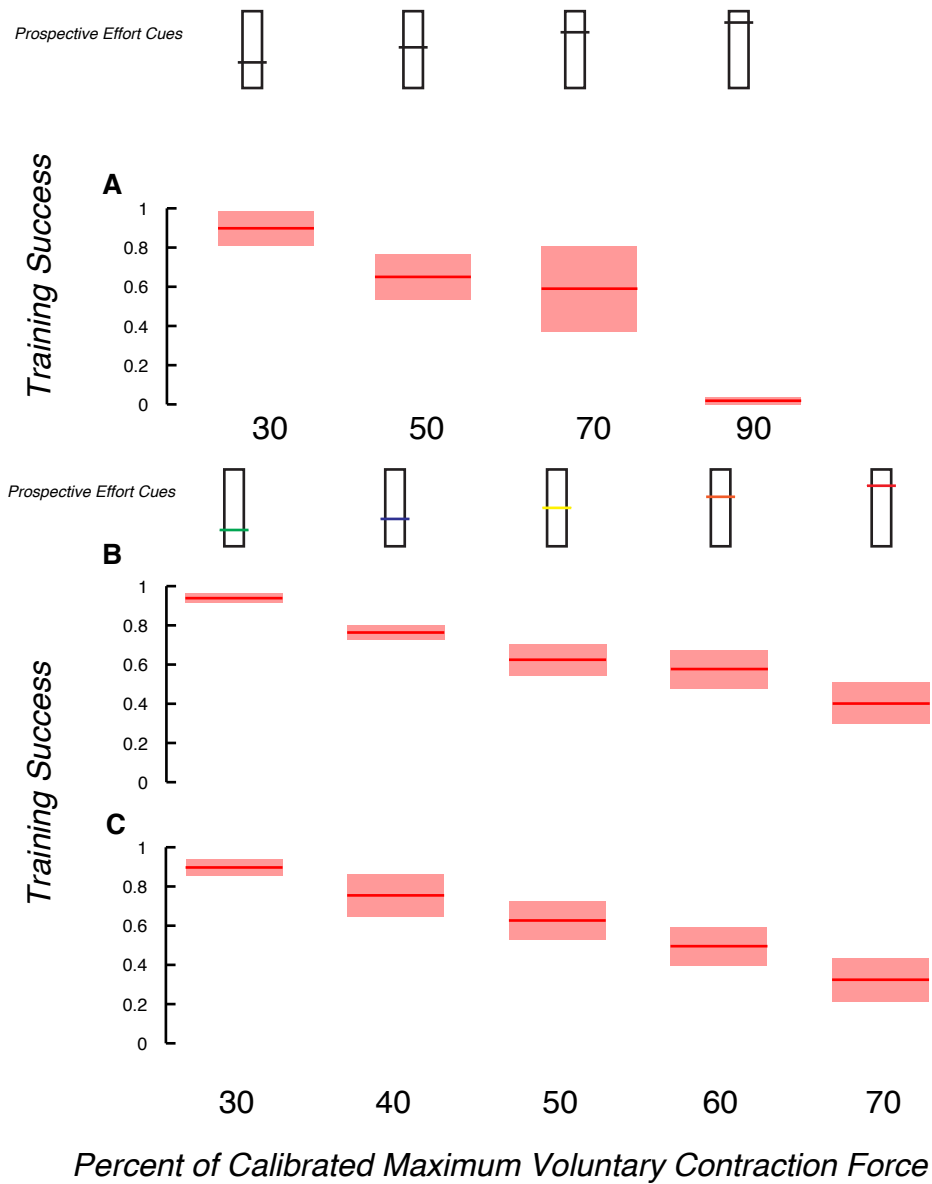 Prospective Effort Cues
Training Success
A
1
0.8
0.6
0.4
0.2
0
30 50 70 90
Prospective Effort Cues
Training Success
B
1
0.8
0.6
0.4
0.2
0
C
1
0.8
0.6
0.4
0.2
0
30 40 50 60 70
Percent of Calibrated Maximum Voluntary Contraction Force